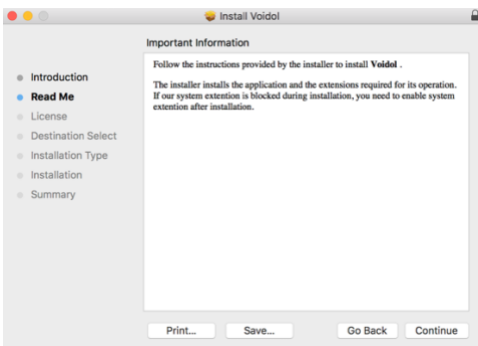 Install Voidol
Important Information
Introduction
Read Me
License
Destination Select
Installation Type
Installation
Summary
Follow the instructions provided by the installer to install Voidol .
The installer installs the application and the extensions required for its operation.
If our system extention is blocked during installation, you need to enable system
extention after installation.
Print...
Save...
Go Back
Continue